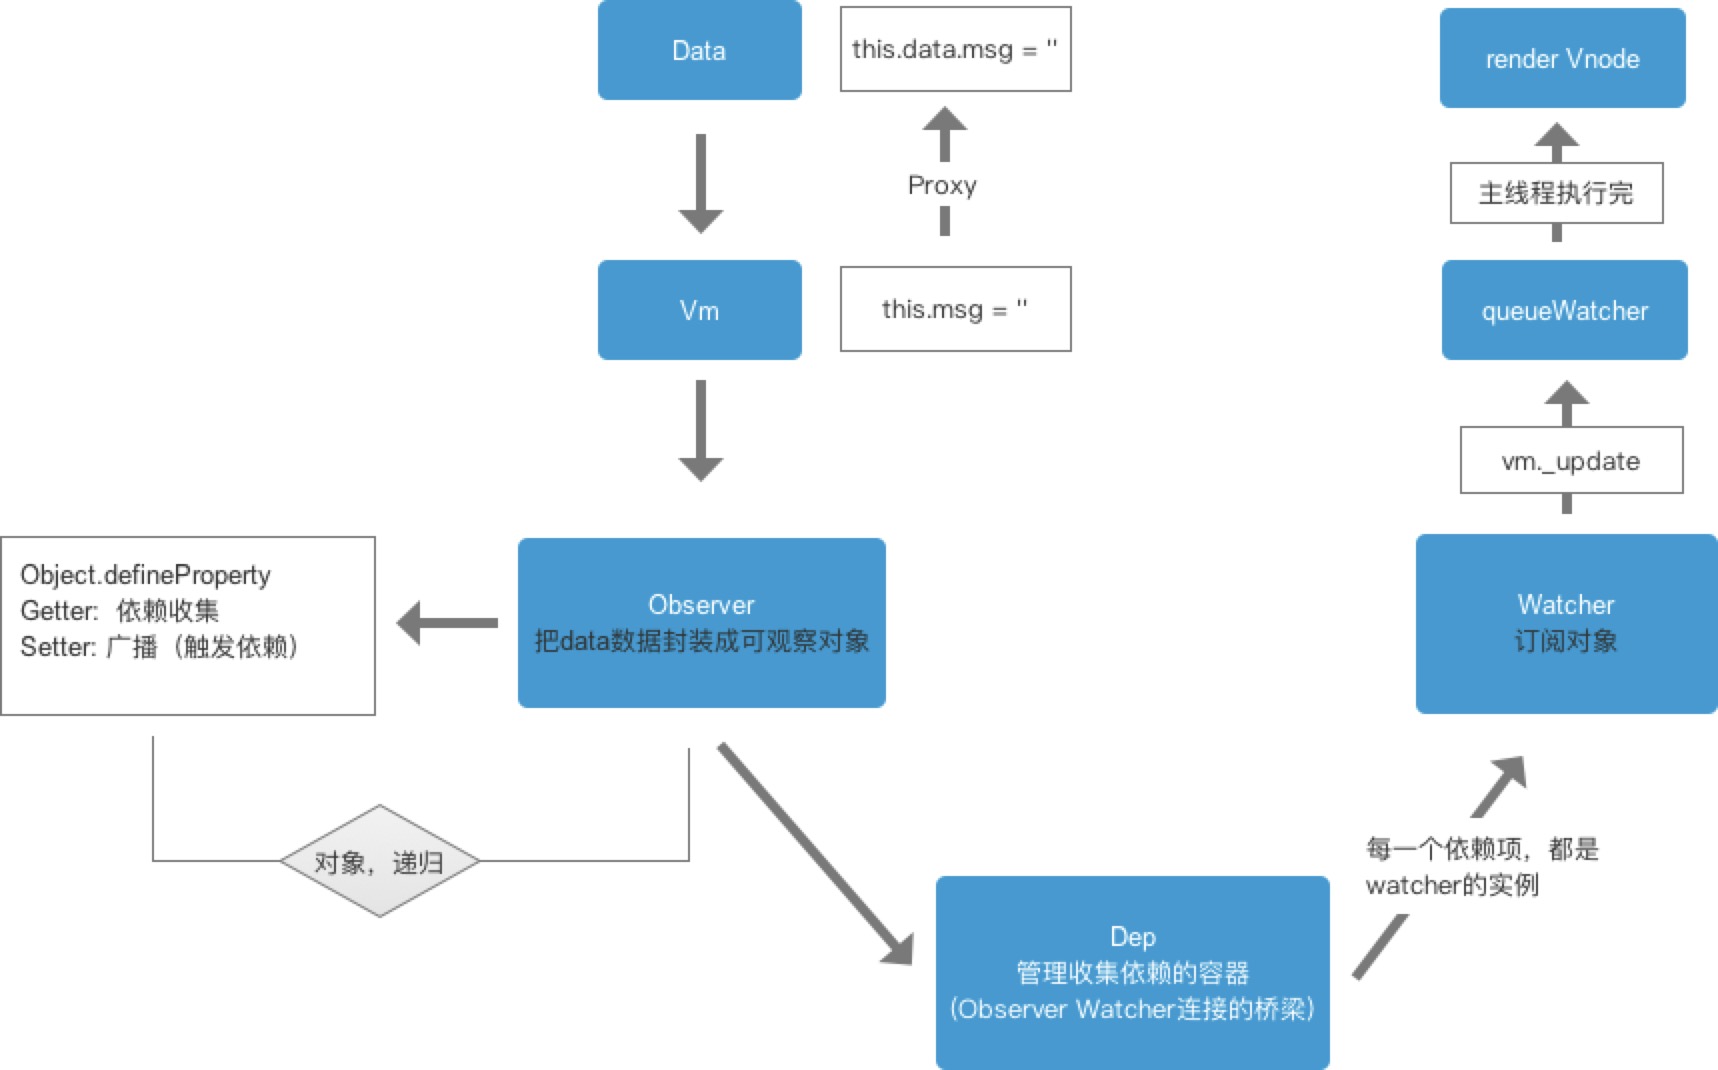 Data
this.data.msg = ''
render Vnode
Proxy
主线程执行完
Vm
this.msg = ''
queueWatcher
vm._update
Object.defineProperty
Getter: 依赖收集
Setter: 广播（触发依赖）
Observer
把data数据封装成可观察对象
Watcher
订阅对象
对象，递归
每一个依赖项，都是
watcher的实例
Dep
管理收集依赖的容器
(Observer Watcher连接的桥梁)